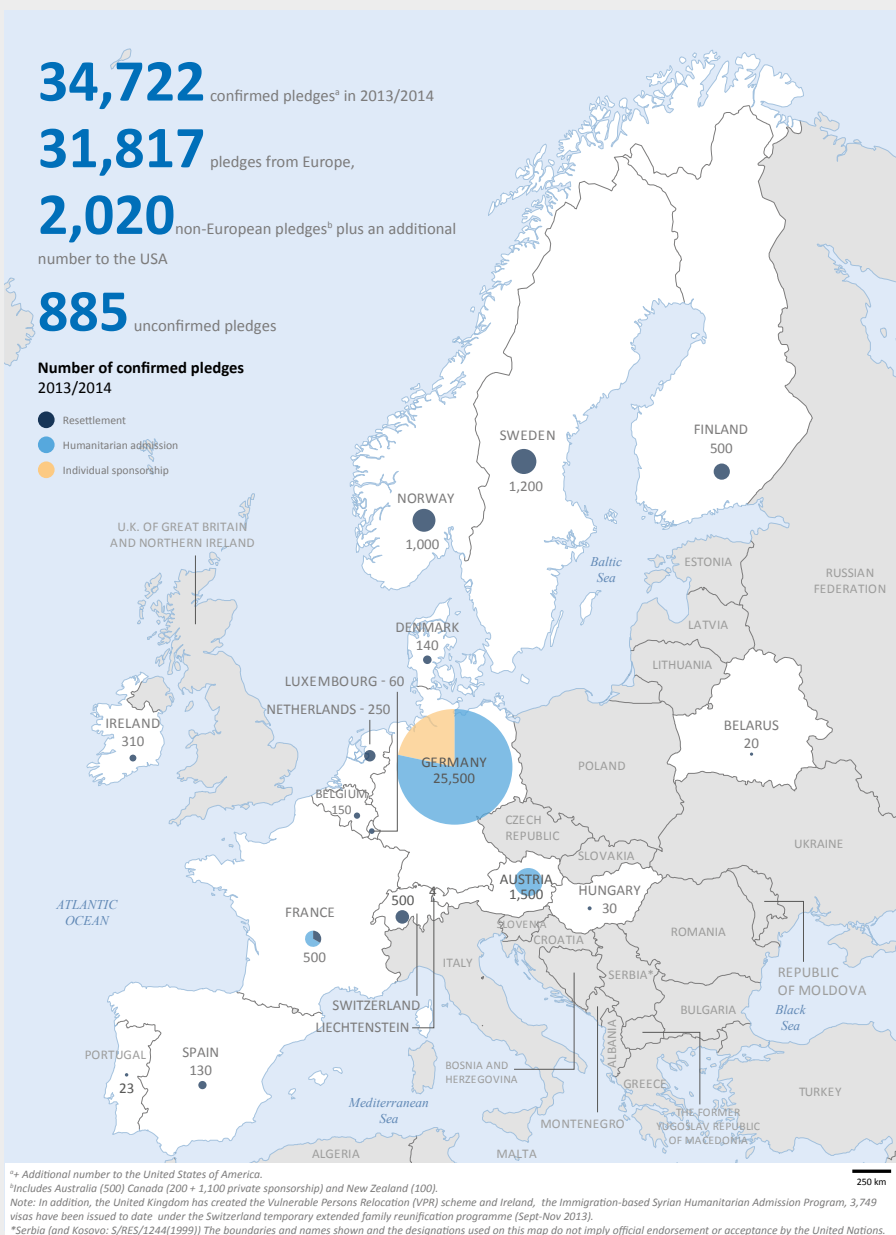 34,722 confirmed pledgesᵃ in 2013/2014
31,817 pledges from Europe,
2,020 non-European pledgesᵇ plus an additional
number to the USA
885 unconfirmed pledges
Number of confirmed pledges
2013/2014
Resettlement
Humanitarian admission
Individual sponsorship
SWEDEN
1,200
FINLAND
500
NORWAY
1,000
U.K. OF GREAT BRITAIN
AND NORTHERN IRELAND
Baltic
Sea
ESTONIA
RUSSIAN
FEDERATION
LATVIA
LITHUANIA
DENMARK
140
LUXEMBOURG - 60
NETHERLANDS - 250
IRELAND
310
BELARUS
20
GERMANY
25,500
POLAND
BELGIUM
150
CZECH
REPUBLIC
UKRAINE
SLOVAKIA
AUSTRIA
1,500
HUNGARY
30
500
4
ATLANTIC
OCEAN
FRANCE
500
SLOVENIA
CROATIA
ROMANIA
ITALY
SERBIA*
REPUBLIC
OF MOLDOVA
SWITZERLAND
LIECHTENSTEIN
BULGARIA
Black
Sea
ALBANIA
PORTUGAL
23
SPAIN
130
BOSNIA AND
HERZEGOVINA
GREECE
TURKEY
Mediterranean
Sea
MONTENEGRO
THE FORMER
YUGOSLAV REPUBLIC
OF MACEDONIA
ALGERIA
MALTA
ᵃ+ Additional number to the United States of America.
ᵇIncludes Australia (500) Canada (200 + 1,100 private sponsorship) and New Zealand (100).
Note: In addition, the United Kingdom has created the Vulnerable Persons Relocation (VPR) scheme and Ireland, the Immigration-based Syrian Humanitarian Admission Program, 3,749
visas have been issued to date under the Switzerland temporary extended family reunification programme (Sept-Nov 2013).
*Serbia (and Kosovo: S/RES/1244(1999)) The boundaries and names shown and the designations used on this map do not imply official endorsement or acceptance by the United Nations.
250 km